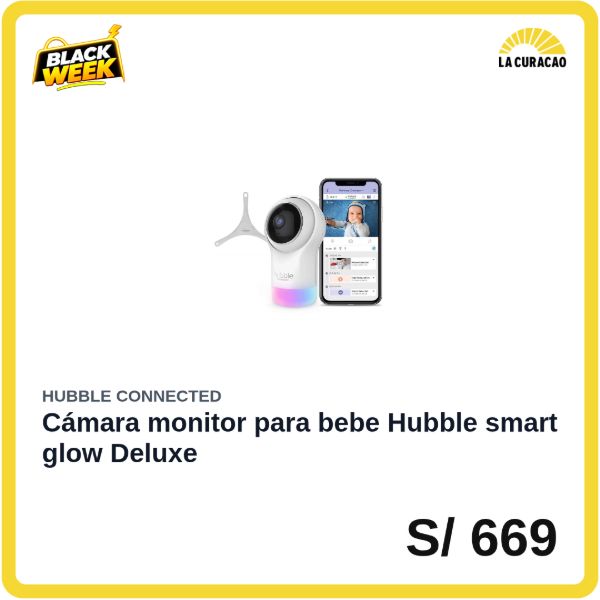 BLACK
WEEK
LA CURACAO
HUBBLE CONNECTED
Cámara monitor para bebe Hubble smart
glow Deluxe
S/ 669